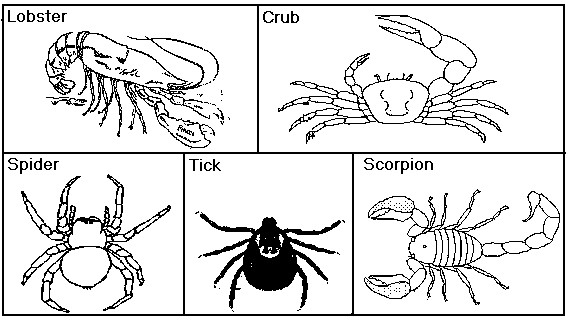 Lobster
Crub
Spider
Tick
Scorpion